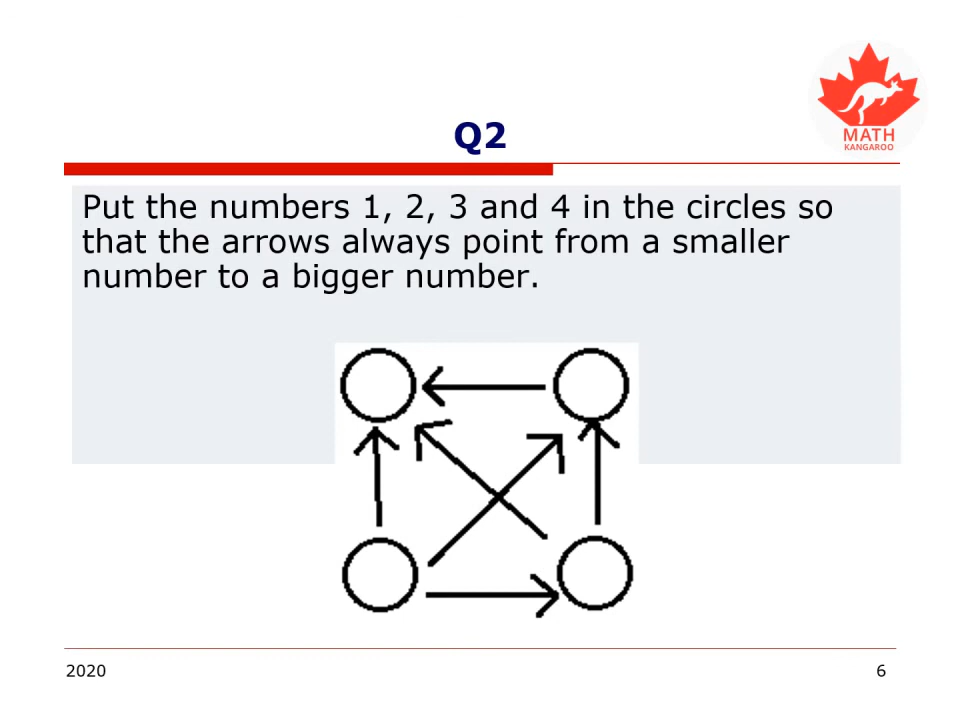 MATH
KANGAROO
Q2
Put the numbers 1, 2, 3 and 4 in the circles so
that the arrows always point from a smaller
number to a bigger number.
2020
6